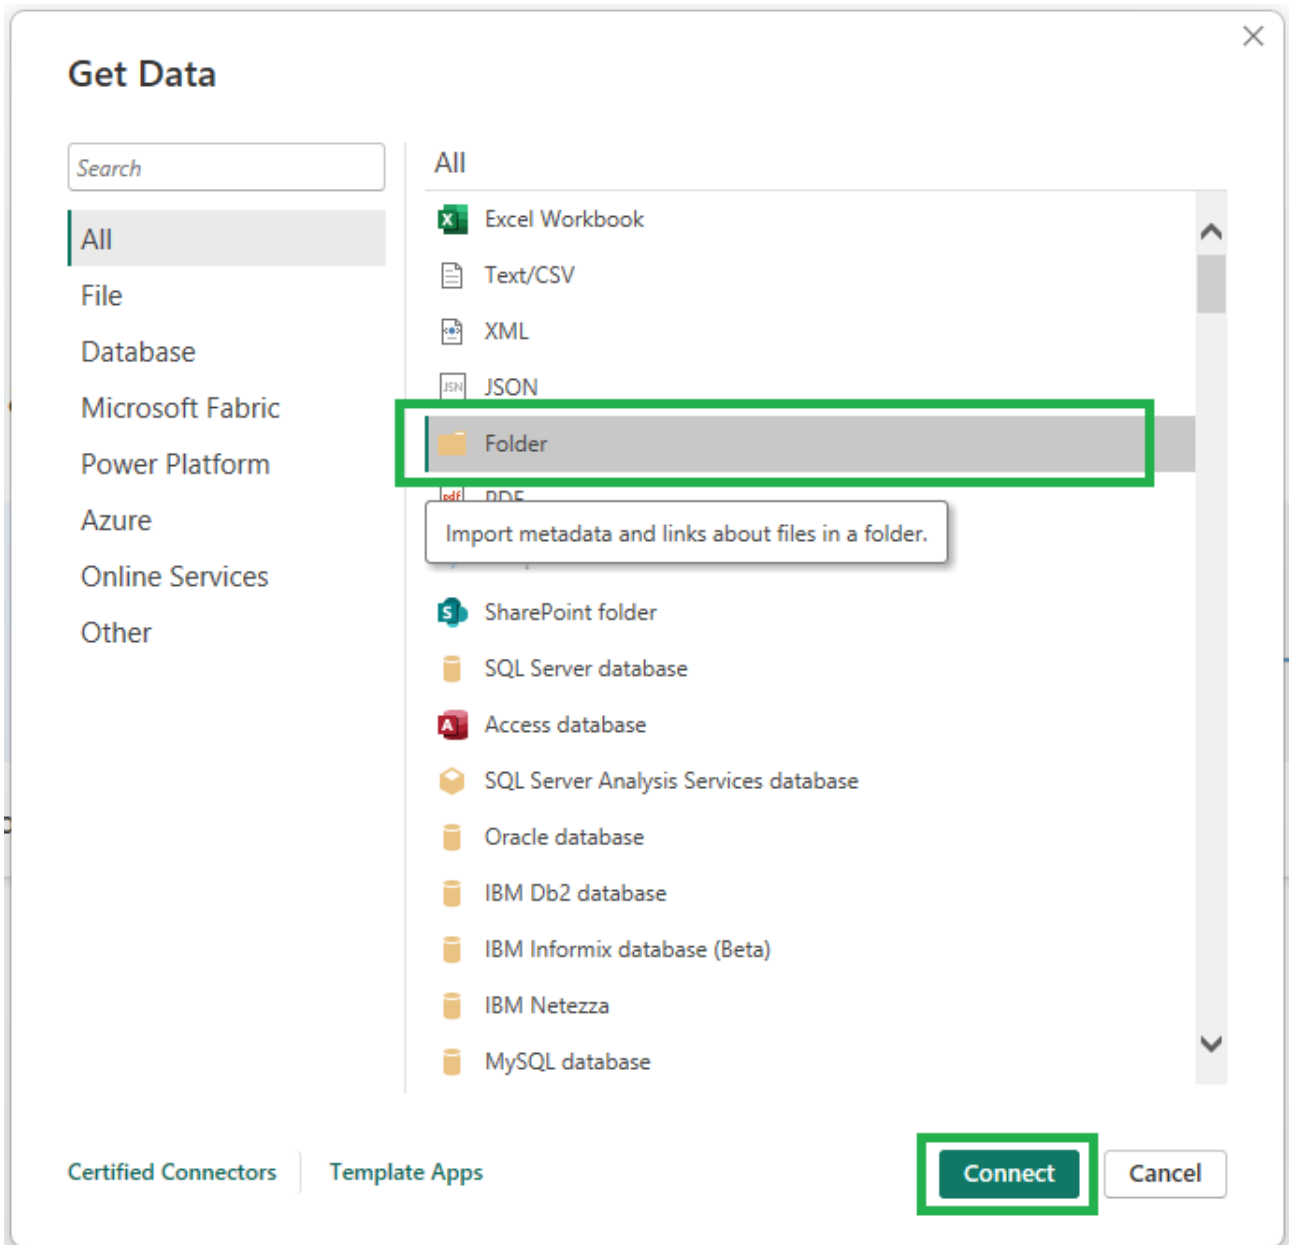 Get Data
Search
All
File
Database
Microsoft Fabric
Power Platform
Azure
Online Services
Other
All
Excel Workbook
Text/CSV
XML
JSN JSON
Folder
pdf PDF
Import metadata and links about files in a folder.
SharePoint folder
SQL Server database
Access database
SQL Server Analysis Services database
Oracle database
IBM Db2 database
IBM Informix database (Beta)
IBM Netezza
MySQL database
Certified Connectors
Template Apps
Connect
Cancel